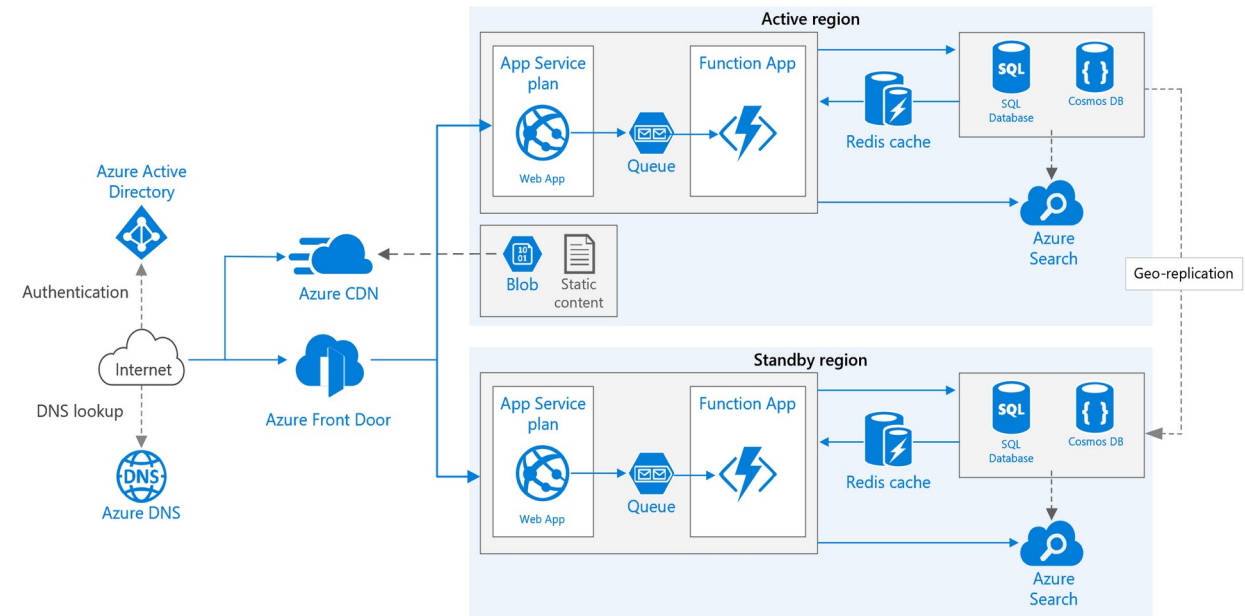 Active region
App Service
plan
Web App
Queue
Function App
Redis cache
SQL
SQL
Database
{ }
Cosmos DB
Azure
Search
10
01
Blob
Static
content
Geo-replication
Azure Active
Directory
Authentication
Internet
DNS lookup
DNS
Azure DNS
Azure CDN
Azure Front Door
Standby region
App Service
plan
Web App
Queue
Function App
Redis cache
SQL
SQL
Database
{ }
Cosmos DB
Azure
Search